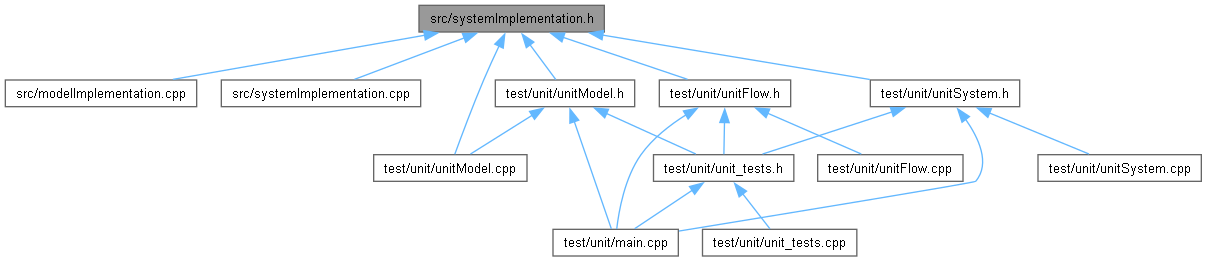 src/systemImplementation.h
src/modelImplementation.cpp
src/systemImplementation.cpp
test/unit/unitModel.h
test/unit/unitFlow.h
test/unit/unitSystem.h
test/unit/unitModel.cpp
test/unit/unit_tests.h
test/unit/unitFlow.cpp
test/unit/unitSystem.cpp
test/unit/main.cpp
test/unit/unit_tests.cpp